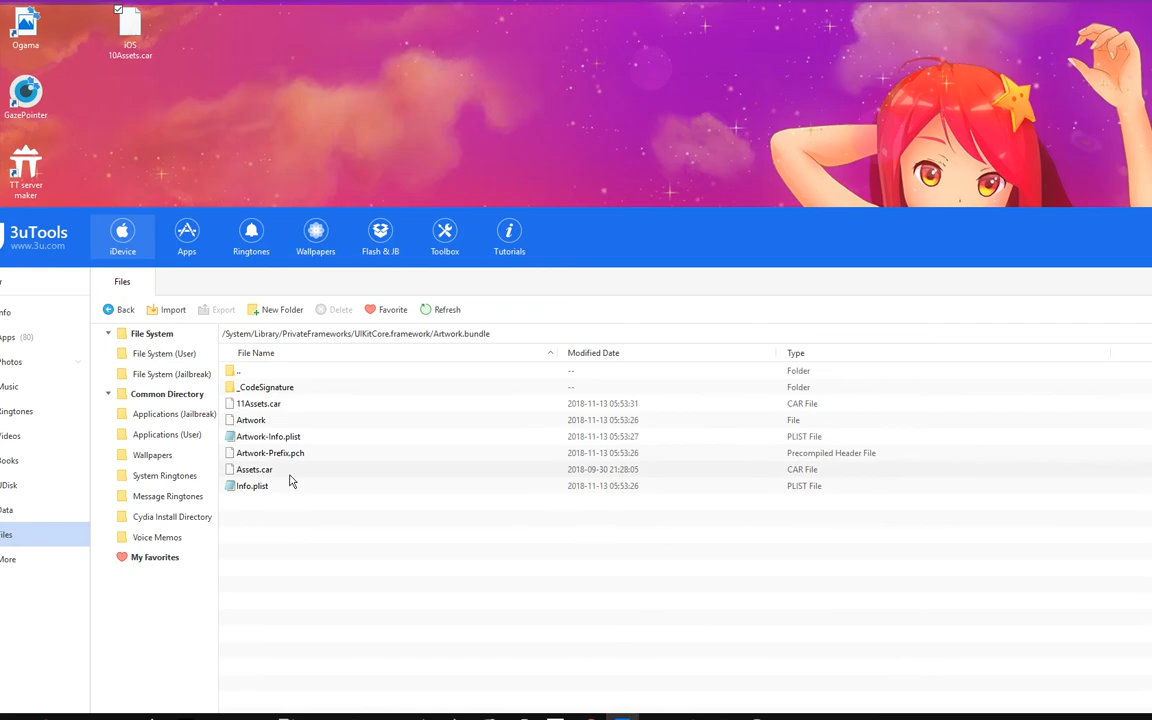 Ogama
iOS
10Assets.car
GazePointer
TT server
maker
3uTools
www.3u.com
iDevice
Apps
Ringtones
Wallpapers
Flash & JB
Toolbox
Tutorials
Files
Back
Import
Export
New Folder
Delete
Favorite
Refresh
nfo
Apps (80)
Photos
Music
Ringtones
Videos
Books
UDisk
Data
iles
More
File System
File System (User)
File System (Jailbreak)
Common Directory
Applications (Jailbreak)
Applications (User)
Wallpapers
System Ringtones
Message Ringtones
Cydia Install Directory
Voice Memos
My Favorites
/System/Library/PrivateFrameworks/UIKitCore.framework/Artwork.bundle
File Name Modified Date Type
.. -- Folder
_CodeSignature -- Folder
11Assets.car 2018-11-13 05:53:31 CAR File
Artwork 2018-11-13 05:53:26 File
Artwork-Info.plist 2018-11-13 05:53:27 PLIST File
Artwork-Prefix.pch 2018-11-13 05:53:26 Precompiled Header File
Assets.car 2018-09-30 21:28:05 CAR File
Info.plist 2018-11-13 05:53:26 PLIST File